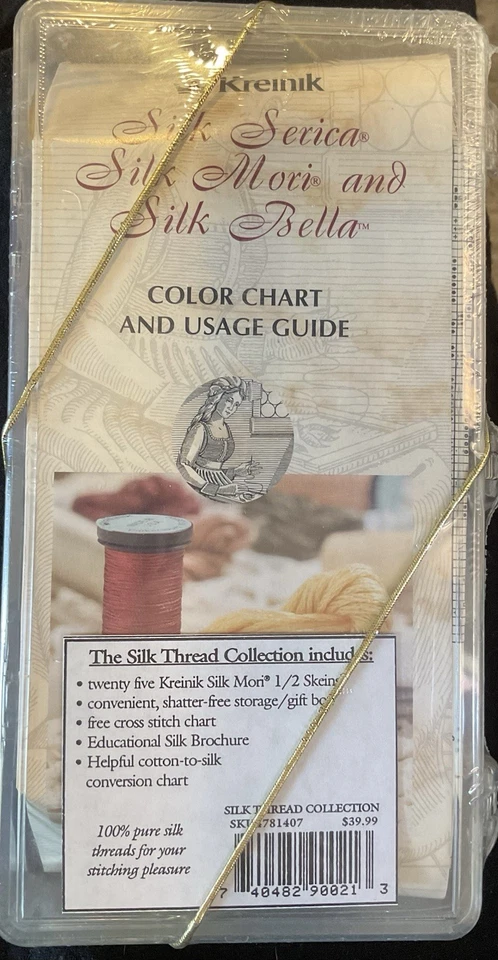 Kreinik
Silk Serica®
Silk Mori® and
Silk Bella™
COLOR CHART
AND USAGE GUIDE
The Silk Thread Collection includes:
• twenty five Kreinik Silk Mori® 1/2 Skeins
• convenient, shatter-free storage/gift box
• free cross stitch chart
• Educational Silk Brochure
• Helpful cotton-to-silk
conversion chart
SILK THREAD COLLECTION
SKU 4781407 $39.99
100% pure silk
threads for your
stitching pleasure
7 40482 90021 3